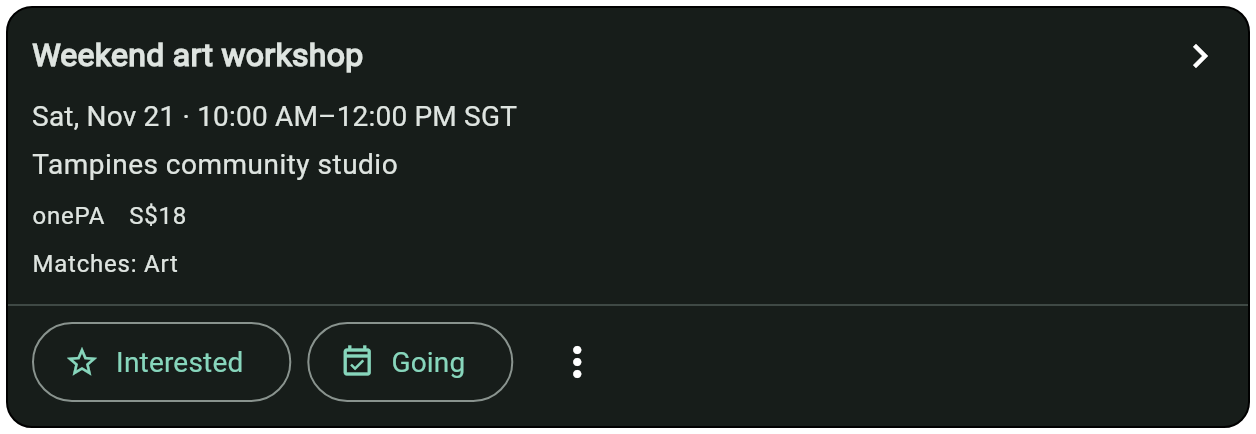 Weekend art workshop
Sat, Nov 21 · 10:00 AM–12:00 PM SGT
Tampines community studio
onePA S$18
Matches: Art
Interested Going